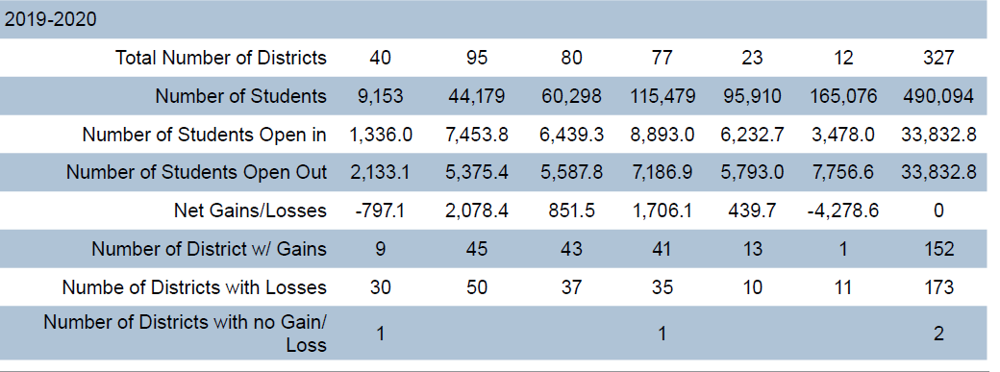 2019-2020
Total Number of Districts 40 95 80 77 23 12 327
Number of Students 9,153 44,179 60,298 115,479 95,910 165,076 490,094
Number of Students Open in 1,336.0 7,453.8 6,439.3 8,893.0 6,232.7 3,478.0 33,832.8
Number of Students Open Out 2,133.1 5,375.4 5,587.8 7,186.9 5,793.0 7,756.6 33,832.8
Net Gains/Losses -797.1 2,078.4 851.5 1,706.1 439.7 -4,278.6 0
Number of District w/ Gains 9 45 43 41 13 1 152
Numbe of Districts with Losses 30 50 37 35 10 11 173
Number of Districts with no Gain/
Loss 1 1 2